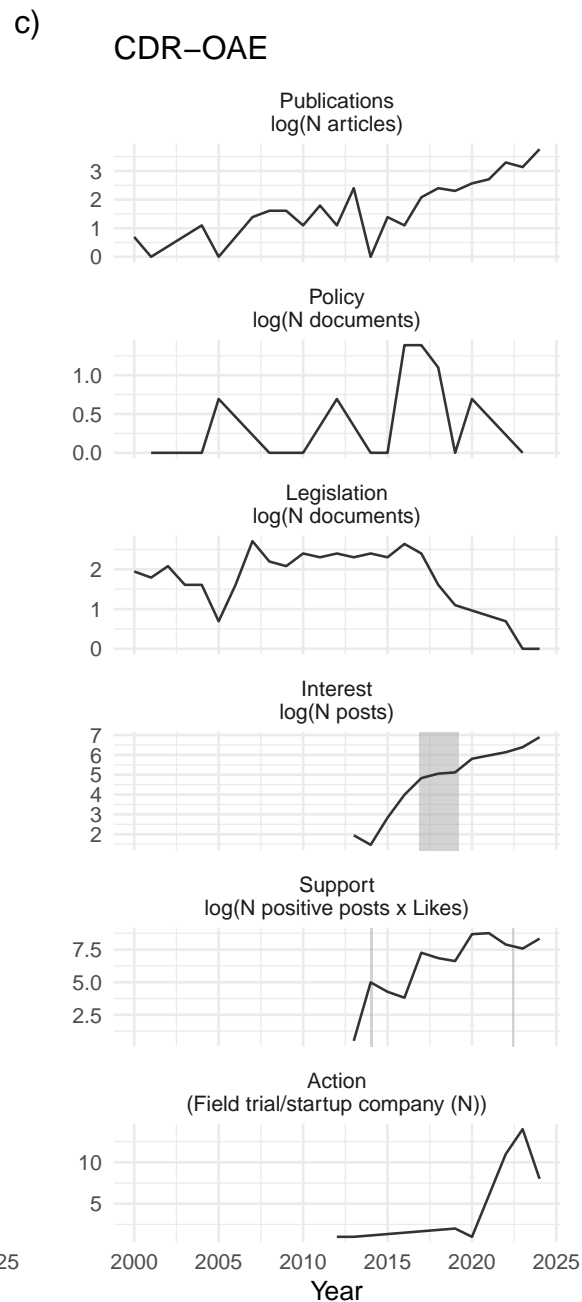 c)
CDR−OAE
Publications
log(N articles)
3
2
1
0
Policy
log(N documents)
1.0
0.5
0.0
Legislation
log(N documents)
2
1
0
Interest
log(N posts)
7
6
5
4
3
2
Support
log(N positive posts x Likes)
7.5
5.0
2.5
Action
(Field trial/startup company (N))
10
5
25 2000 2005 2010 2015 2020 2025
Year